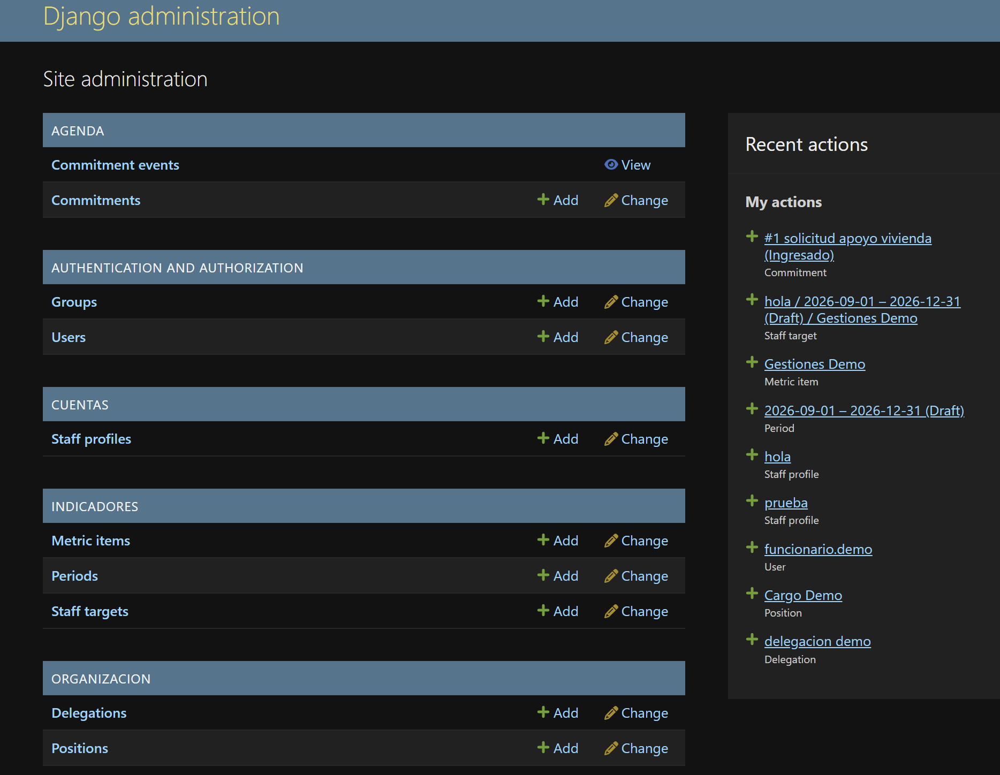 Django administration
Site administration
AGENDA
Commitment events View
Commitments Add Change
AUTHENTICATION AND AUTHORIZATION
Groups Add Change
Users Add Change
CUENTAS
Staff profiles Add Change
INDICADORES
Metric items Add Change
Periods Add Change
Staff targets Add Change
ORGANIZACION
Delegations Add Change
Positions Add Change
Recent actions
My actions
#1 solicitud apoyo vivienda
(Ingresado)
Commitment
hola / 2026-09-01 – 2026-12-31
(Draft) / Gestiones Demo
Staff target
Gestiones Demo
Metric item
2026-09-01 – 2026-12-31 (Draft)
Period
hola
Staff profile
prueba
Staff profile
funcionario.demo
User
Cargo Demo
Position
delegacion demo
Delegation